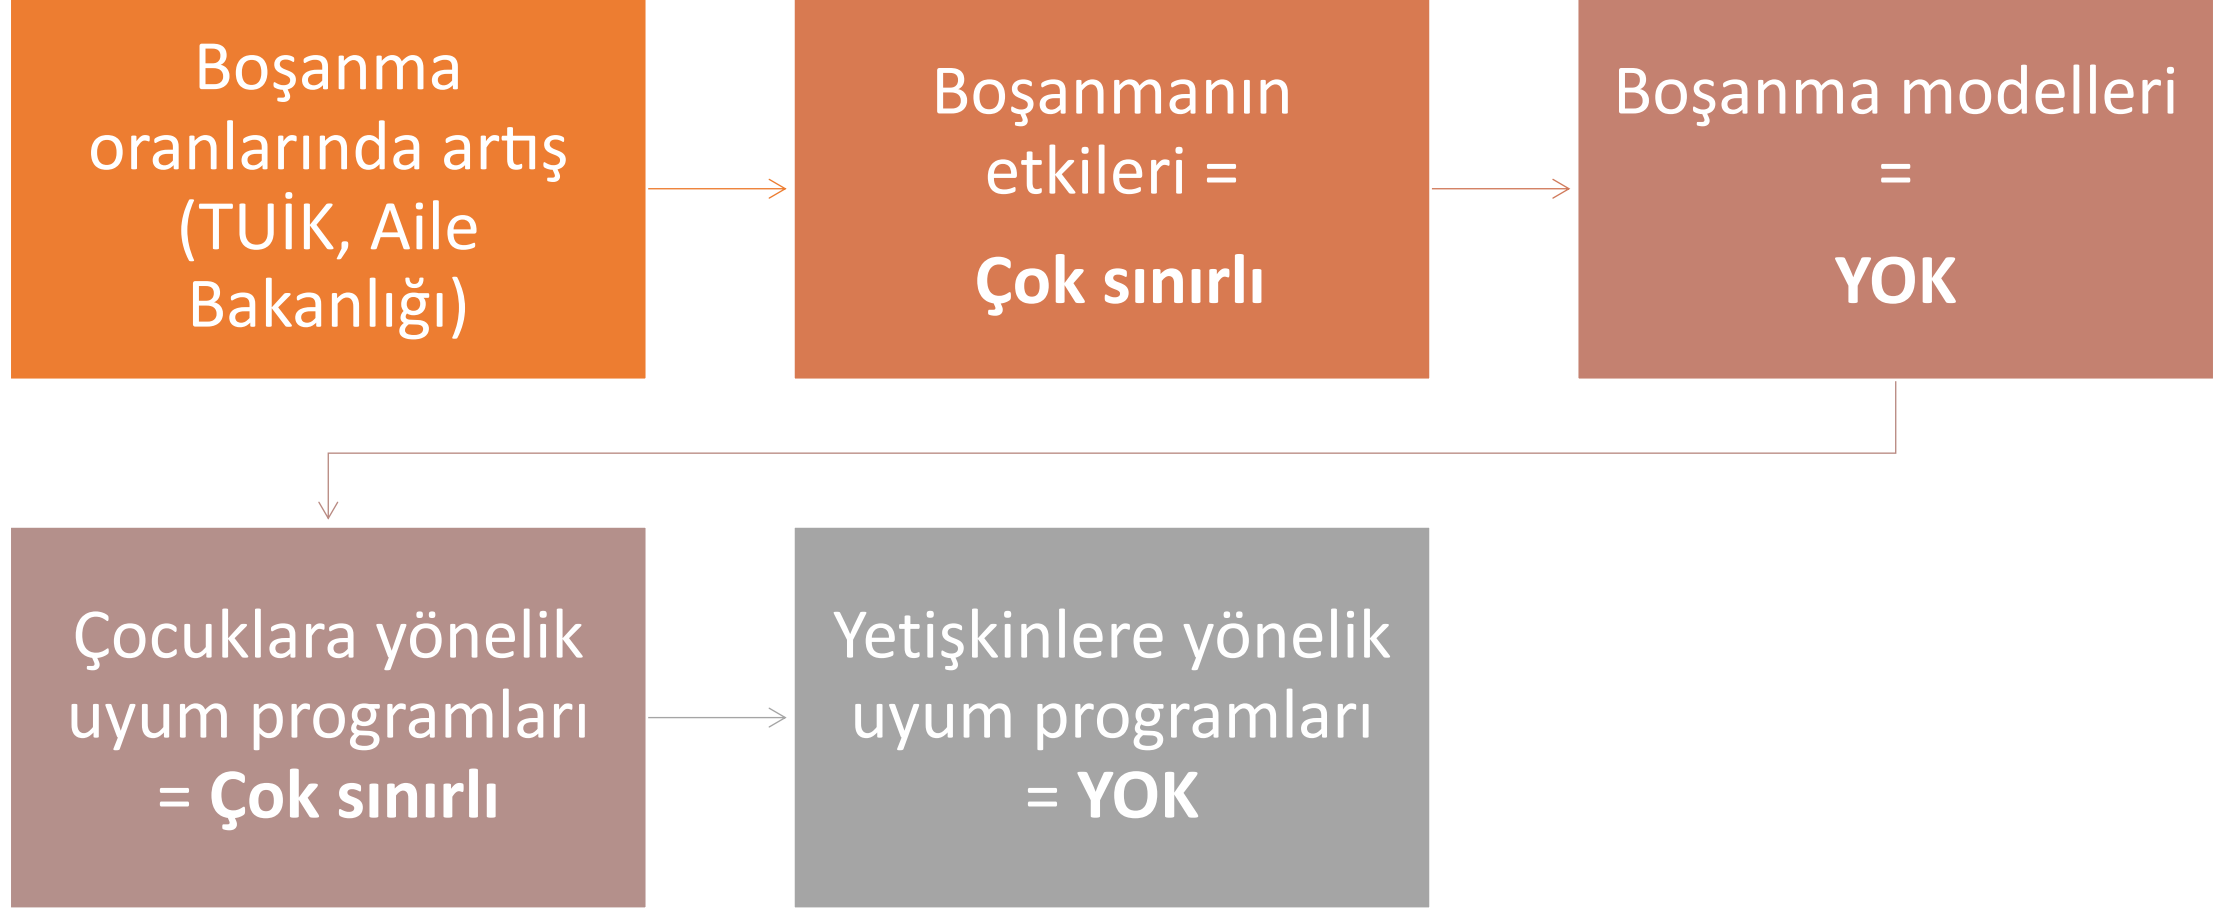 Boşanma
oranlarında artış
(TUİK, Aile
Bakanlığı)
Boşanmanın
etkileri =
Çok sınırlı
Boşanma modelleri
=
YOK
Çocuklara yönelik
uyum programları
= Çok sınırlı
Yetişkinlere yönelik
uyum programları
= YOK